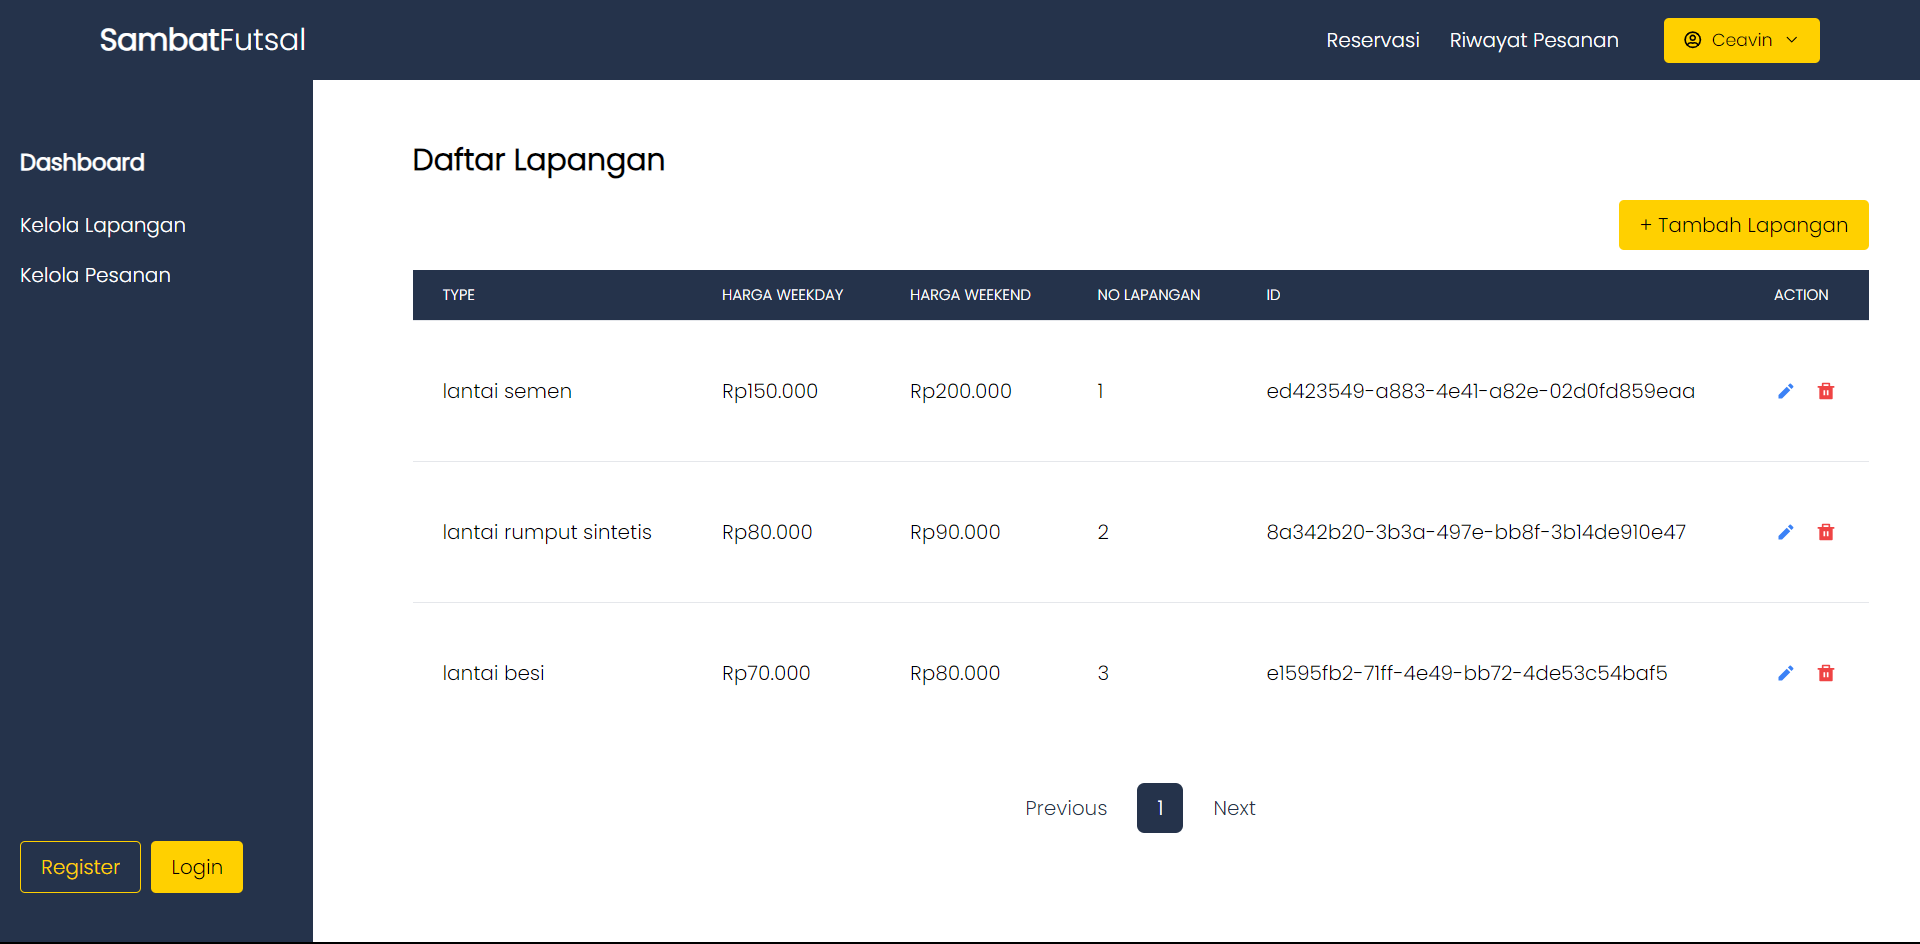 SambatFutsal
Reservasi Riwayat Pesanan Ceavin
Dashboard
Kelola Lapangan
Kelola Pesanan
Register Login
Daftar Lapangan
+ Tambah Lapangan
TYPE HARGA WEEKDAY HARGA WEEKEND NO LAPANGAN ID ACTION
lantai semen Rp150.000 Rp200.000 1 ed423549-a883-4e41-a82e-02d0fd859eaa
lantai rumput sintetis Rp80.000 Rp90.000 2 8a342b20-3b3a-497e-bb8f-3b14de910e47
lantai besi Rp70.000 Rp80.000 3 e1595fb2-71ff-4e49-bb72-4de53c54baf5
Previous 1 Next